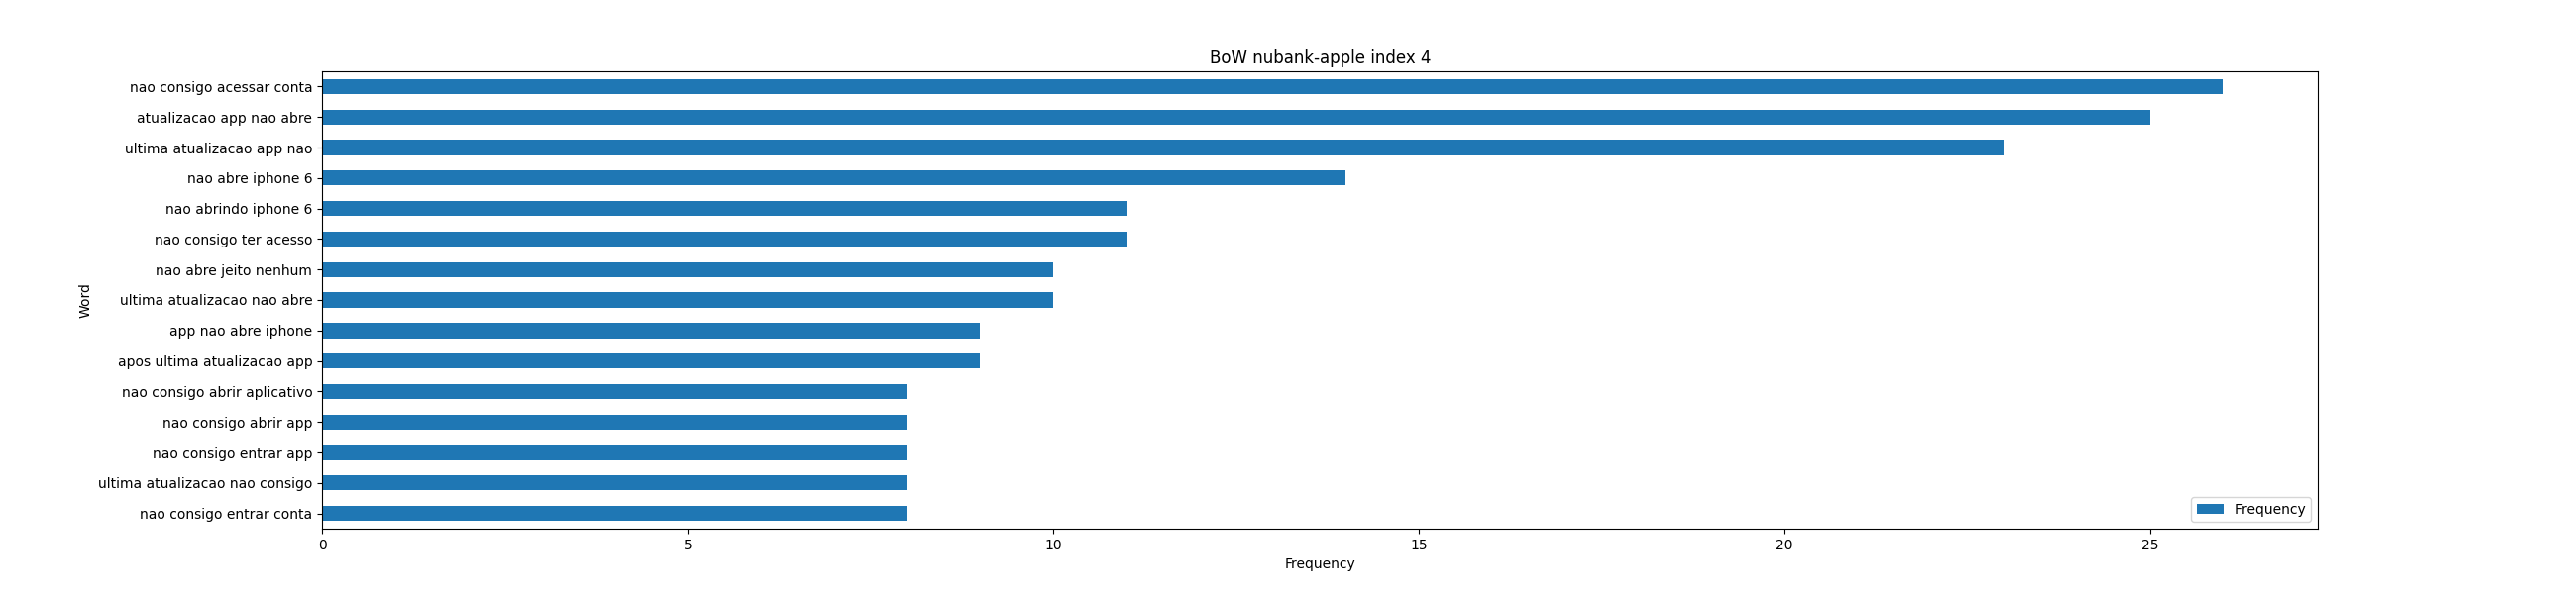 BoW nubank-apple index 4
nao consigo acessar conta
atualizacao app nao abre
ultima atualizacao app nao
nao abre iphone 6
nao abrindo iphone 6
nao consigo ter acesso
nao abre jeito nenhum
ultima atualizacao nao abre
app nao abre iphone
apos ultima atualizacao app
nao consigo abrir aplicativo
nao consigo abrir app
nao consigo entrar app
ultima atualizacao nao consigo
nao consigo entrar conta
Word
Frequency
0 5 10 15 20 25
Frequency